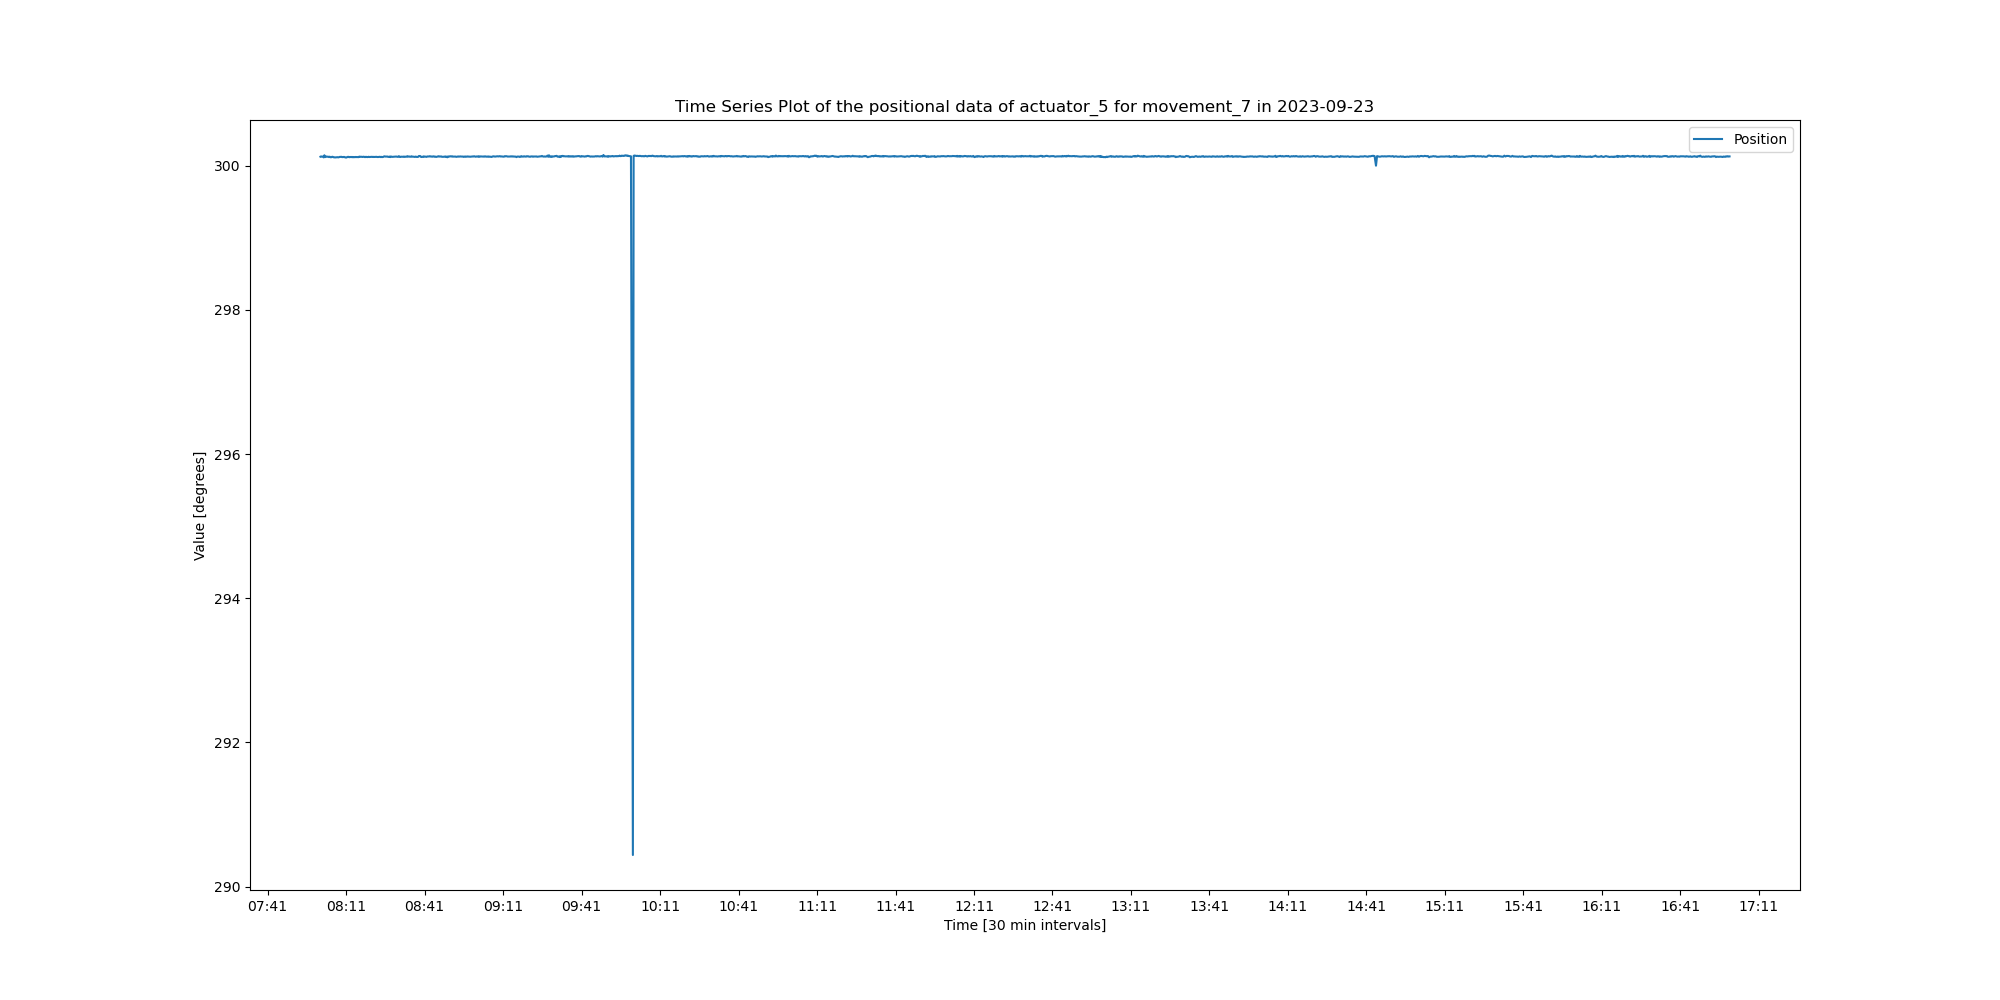 Time Series Plot of the positional data of actuator_5 for movement_7 in 2023-09-23
Position
300
298
296
294
292
290
Value [degrees]
07:41 08:11 08:41 09:11 09:41 10:11 10:41 11:11 11:41 12:11 12:41 13:11 13:41 14:11 14:41 15:11 15:41 16:11 16:41 17:11
Time [30 min intervals]